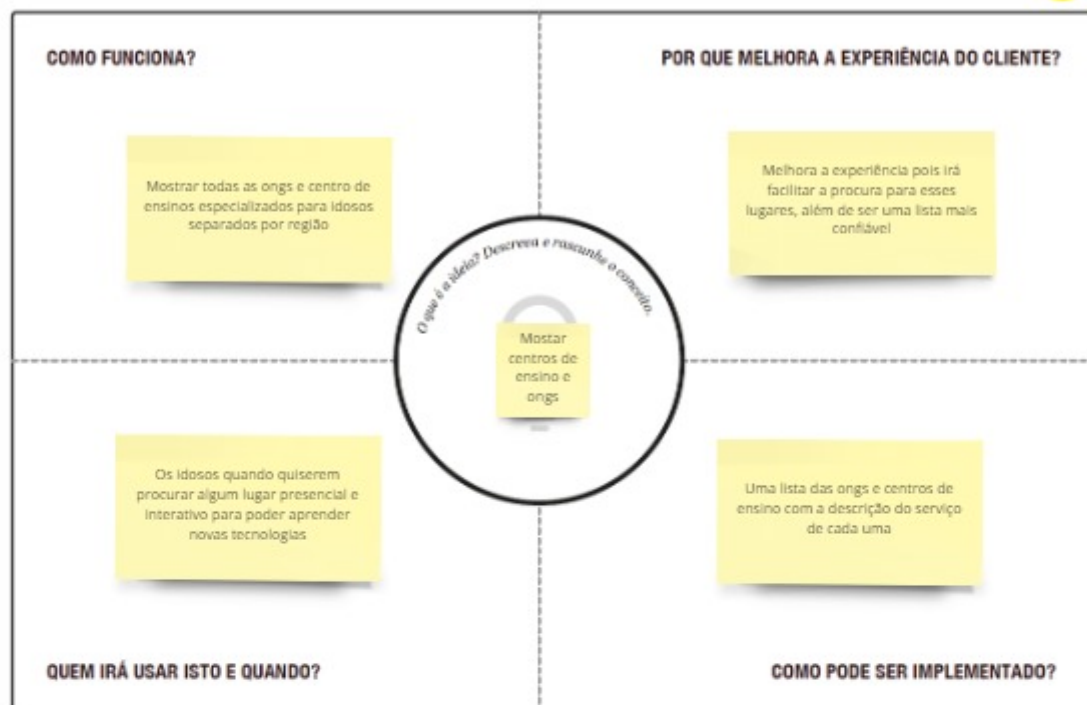 COMO FUNCIONA?
POR QUE MELHORA A EXPERIÊNCIA DO CLIENTE?
Mostrar todas as ongs e centro de
ensinos especializados para idosos
separados por região
Melhora a experiência pois irá
facilitar a procura para esses
lugares, além de ser uma lista mais
confiável
O que é a ideia? Descreva e rascunhe o conceito.
Mostar
centros de
ensino e
ongs
Os idosos quando quiserem
procurar algum lugar presencial e
interativo para poder aprender
novas tecnologias
Uma lista das ongs e centros de
ensino com a descrição do serviço
de cada uma
QUEM IRÁ USAR ISTO E QUANDO?
COMO PODE SER IMPLEMENTADO?